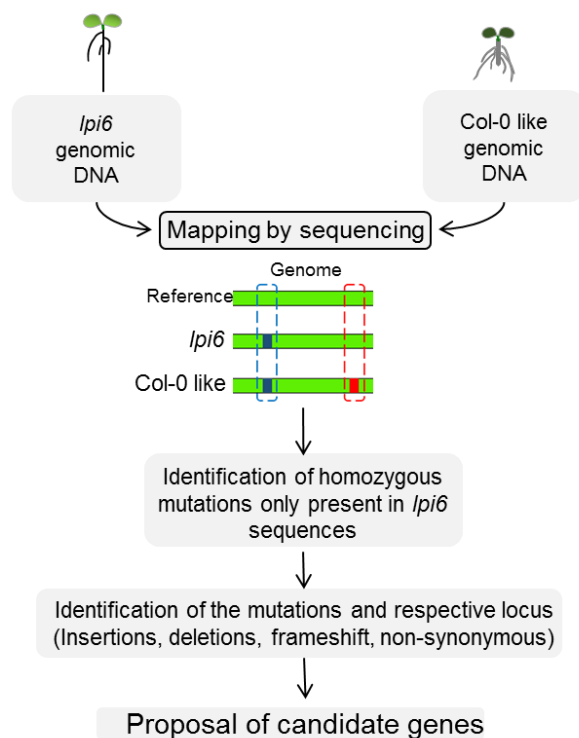 lpi6
genomic
DNA
Col-0 like
genomic
DNA
Mapping by sequencing
Genome
Reference
lpi6
Col-0 like
Identification of homozygous
mutations only present in lpi6
sequences
Identification of the mutations and respective locus
(Insertions, deletions, frameshift, non-synonymous)
Proposal of candidate genes